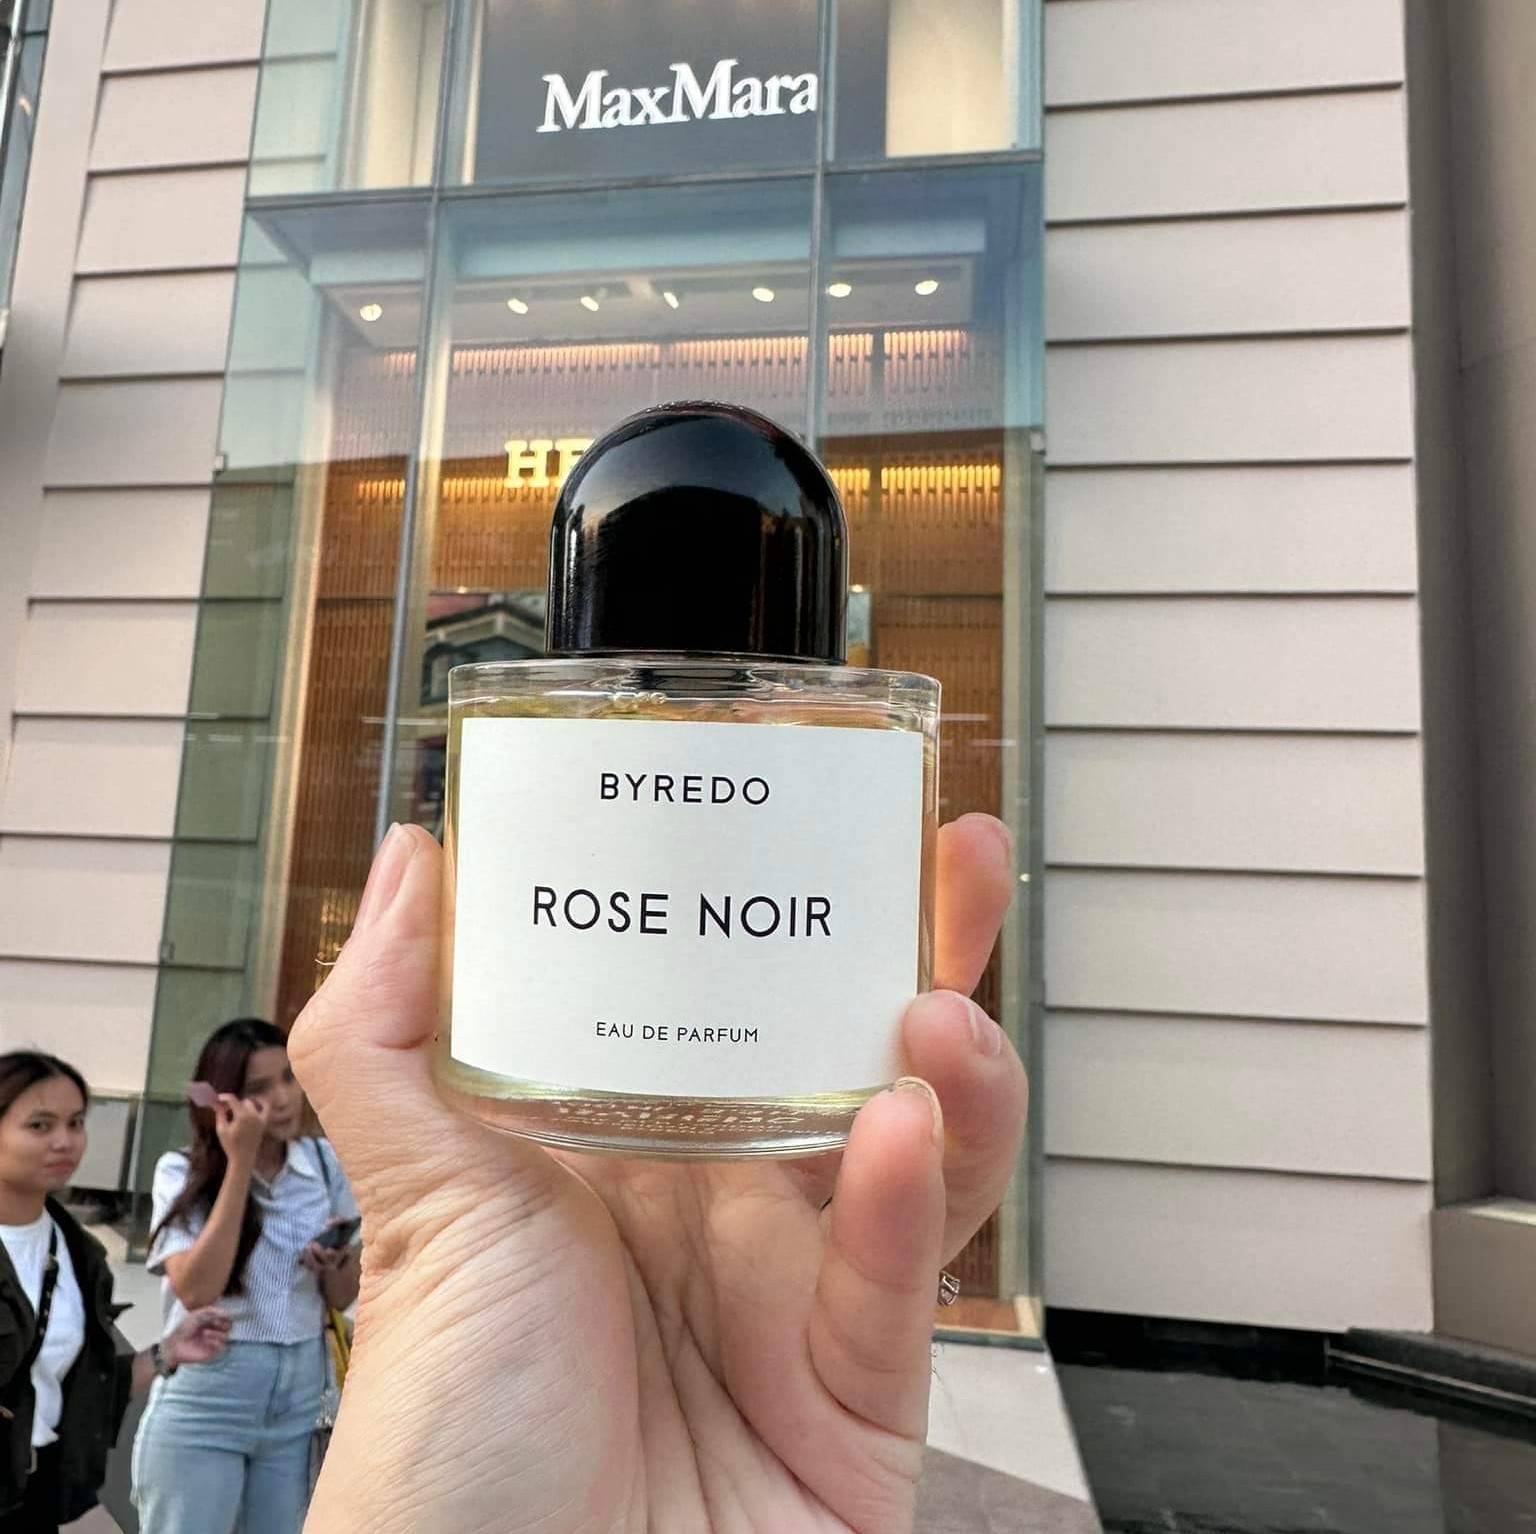 MaxMara
BYREDO
ROSE NOIR
EAU DE PARFUM